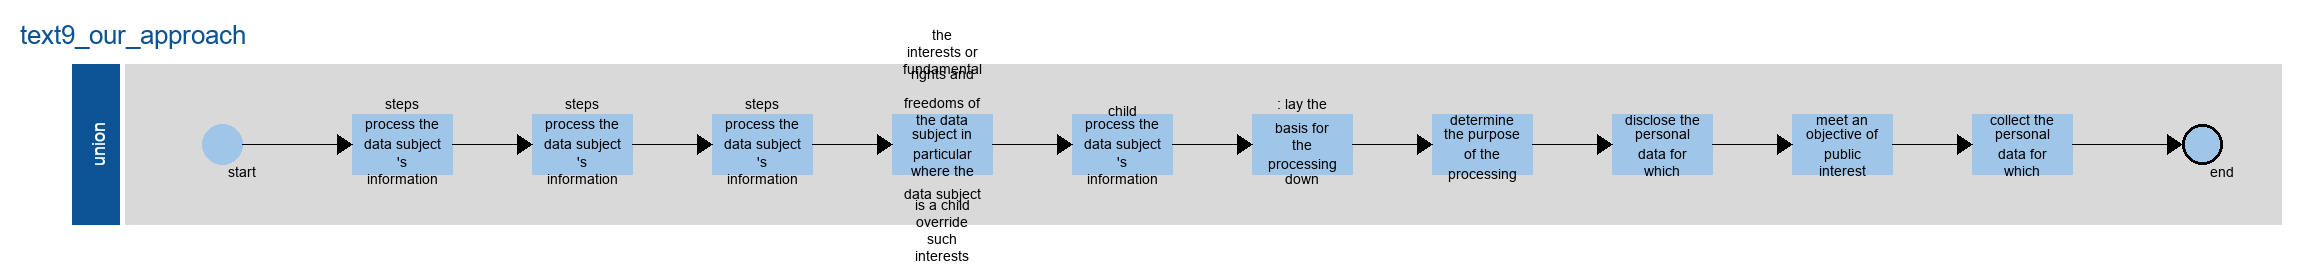 text9_our_approach
union
start
steps
process the
data subject
's
information
steps
process the
data subject
's
information
steps
process the
data subject
's
information
the
interests or
fundamental
rights and
freedoms of
the data
subject in
particular
where the
data subject
is a child
override
such
interests
child
process the
data subject
's
information
: lay the
basis for
the
processing
down
determine
the purpose
of the
processing
disclose the
personal
data for
which
meet an
objective of
public
interest
collect the
personal
data for
which
end